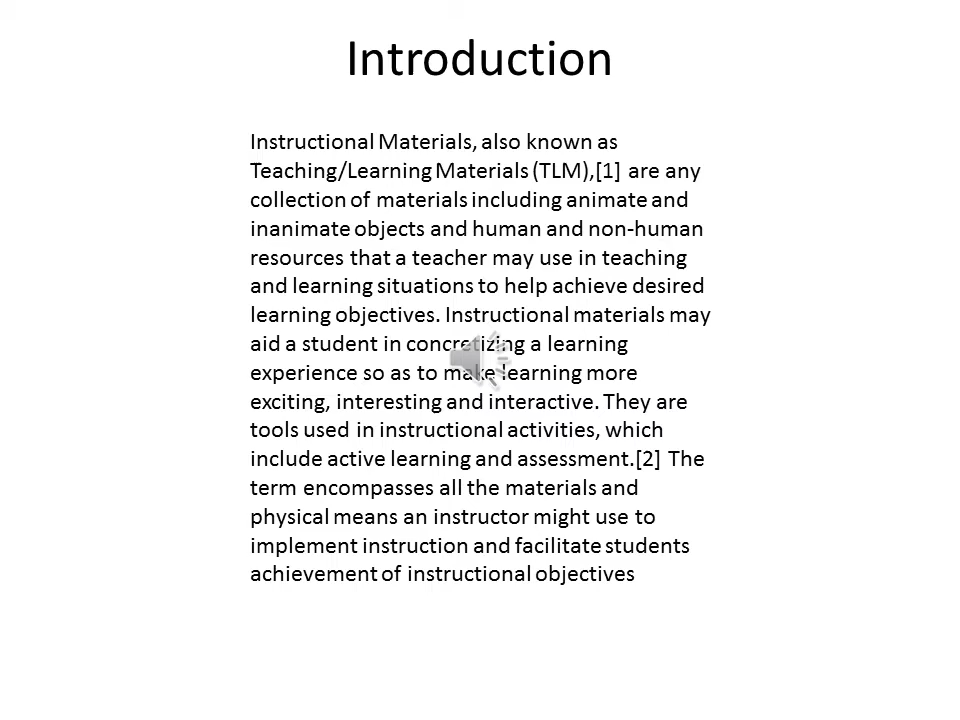 Introduction
Instructional Materials, also known as
Teaching/Learning Materials (TLM),[1] are any
collection of materials including animate and
inanimate objects and human and non-human
resources that a teacher may use in teaching
and learning situations to help achieve desired
learning objectives. Instructional materials may
aid a student in concretizing a learning
experience so as to make learning more
exciting, interesting and interactive. They are
tools used in instructional activities, which
include active learning and assessment.[2] The
term encompasses all the materials and
physical means an instructor might use to
implement instruction and facilitate students
achievement of instructional objectives